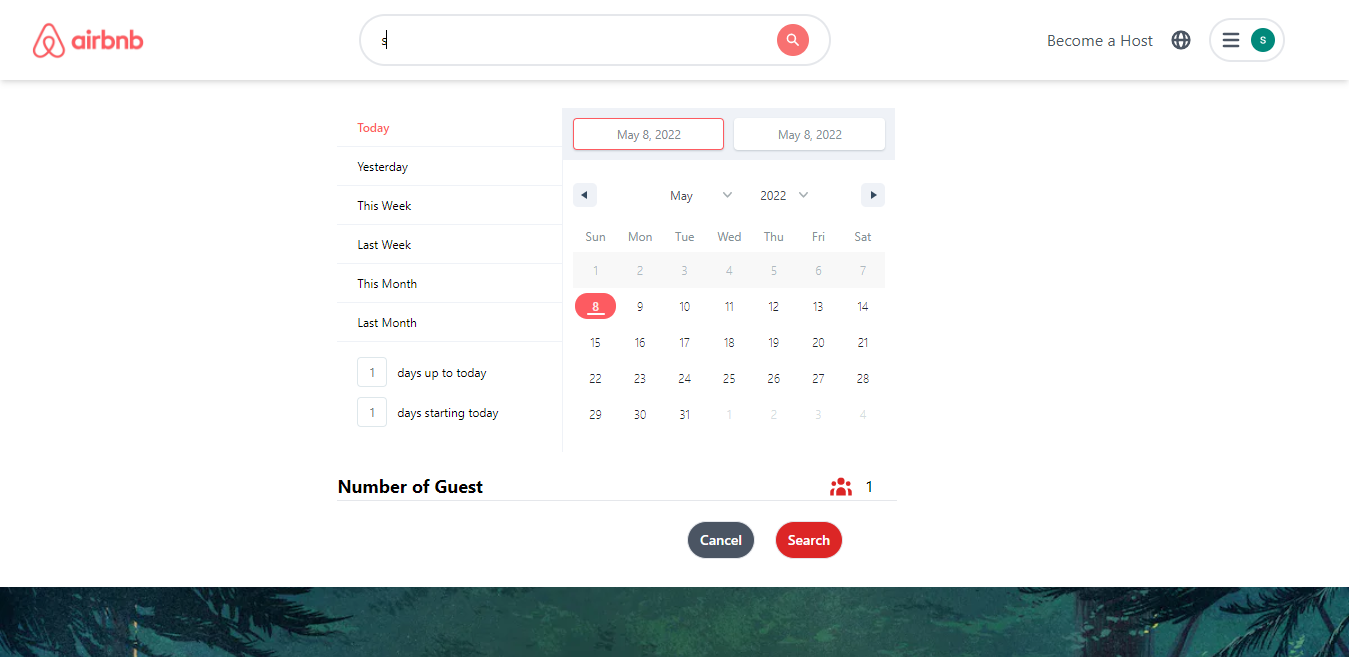 airbnb
s
Become a Host
s
Today
Yesterday
This Week
Last Week
This Month
Last Month
1 days up to today
1 days starting today
May 8, 2022 May 8, 2022
May 2022
Sun Mon Tue Wed Thu Fri Sat
1 2 3 4 5 6 7
8 9 10 11 12 13 14
15 16 17 18 19 20 21
22 23 24 25 26 27 28
29 30 31 1 2 3 4
Number of Guest 1
Cancel Search